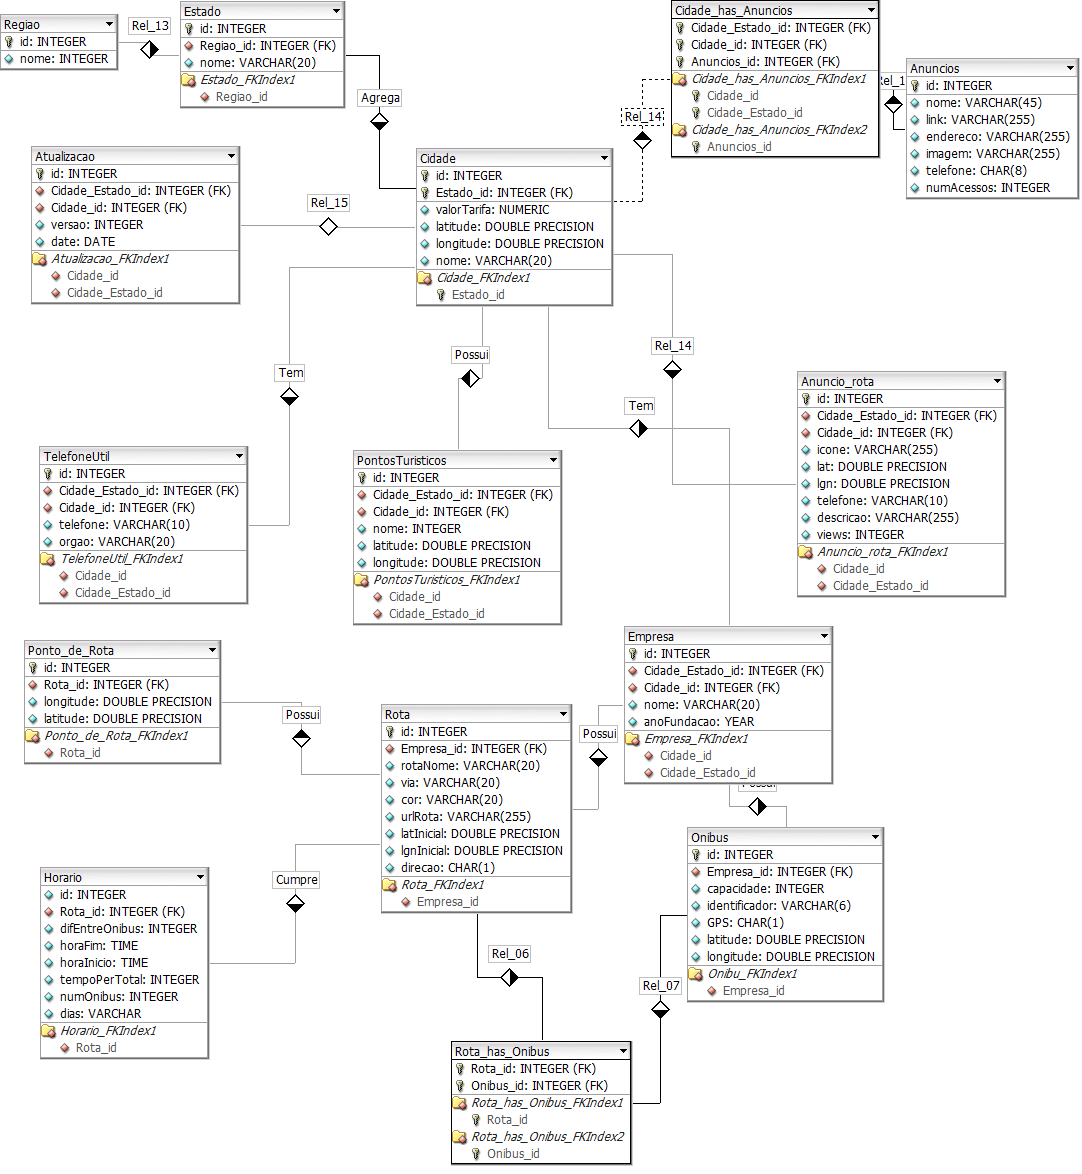 Regiao
id: INTEGER
nome: INTEGER
Rel_13
Estado
id: INTEGER
Regiao_id: INTEGER (FK)
nome: VARCHAR(20)
Estado_FKIndex1
Regiao_id
Agrega
Cidade_has_Anuncios
Cidade_Estado_id: INTEGER (FK)
Cidade_id: INTEGER (FK)
Anuncios_id: INTEGER (FK)
Cidade_has_Anuncios_FKIndex1
Cidade_id
Cidade_Estado_id
Cidade_has_Anuncios_FKIndex2
Anuncios_id
Rel_14
Anuncios
id: INTEGER
nome: VARCHAR(45)
link: VARCHAR(255)
endereco: VARCHAR(255)
imagem: VARCHAR(255)
telefone: CHAR(8)
numAcessos: INTEGER
Atualizacao
id: INTEGER
Cidade_Estado_id: INTEGER (FK)
Cidade_id: INTEGER (FK)
versao: INTEGER
date: DATE
Atualizacao_FKIndex1
Cidade_id
Cidade_Estado_id
Rel_15
Cidade
id: INTEGER
Estado_id: INTEGER (FK)
valorTarifa: NUMERIC
latitude: DOUBLE PRECISION
longitude: DOUBLE PRECISION
nome: VARCHAR(20)
Cidade_FKIndex1
Estado_id
Tem
Possui
Rel_14
Tem
Anuncio_rota
id: INTEGER
Cidade_Estado_id: INTEGER (FK)
Cidade_id: INTEGER (FK)
icone: VARCHAR(255)
lat: DOUBLE PRECISION
lgn: DOUBLE PRECISION
telefone: VARCHAR(10)
descricao: VARCHAR(255)
views: INTEGER
Anuncio_rota_FKIndex1
Cidade_id
Cidade_Estado_id
TelefoneUtil
id: INTEGER
Cidade_Estado_id: INTEGER (FK)
Cidade_id: INTEGER (FK)
telefone: VARCHAR(10)
orgao: VARCHAR(20)
TelefoneUtil_FKIndex1
Cidade_id
Cidade_Estado_id
PontosTuristicos
id: INTEGER
Cidade_Estado_id: INTEGER (FK)
Cidade_id: INTEGER (FK)
nome: INTEGER
latitude: DOUBLE PRECISION
longitude: DOUBLE PRECISION
PontosTuristicos_FKIndex1
Cidade_id
Cidade_Estado_id
Ponto_de_Rota
id: INTEGER
Rota_id: INTEGER (FK)
longitude: DOUBLE PRECISION
latitude: DOUBLE PRECISION
Ponto_de_Rota_FKIndex1
Rota_id
Possui
Rota
id: INTEGER
Empresa_id: INTEGER (FK)
rotaNome: VARCHAR(20)
via: VARCHAR(20)
cor: VARCHAR(20)
urlRota: VARCHAR(255)
latInicial: DOUBLE PRECISION
lgnInicial: DOUBLE PRECISION
direcao: CHAR(1)
Rota_FKIndex1
Empresa_id
Possui
Empresa
id: INTEGER
Cidade_Estado_id: INTEGER (FK)
Cidade_id: INTEGER (FK)
nome: VARCHAR(20)
anoFundacao: YEAR
Empresa_FKIndex1
Cidade_id
Cidade_Estado_id
Possui
Onibus
id: INTEGER
Empresa_id: INTEGER (FK)
capacidade: INTEGER
identificador: VARCHAR(6)
GPS: CHAR(1)
latitude: DOUBLE PRECISION
longitude: DOUBLE PRECISION
Onibu_FKIndex1
Empresa_id
Horario
id: INTEGER
Rota_id: INTEGER (FK)
difEntreOnibus: INTEGER
horaFim: TIME
horaInicio: TIME
tempoPerTotal: INTEGER
numOnibus: INTEGER
dias: VARCHAR
Horario_FKIndex1
Rota_id
Cumpre
Rel_06
Rel_07
Rota_has_Onibus
Rota_id: INTEGER (FK)
Onibus_id: INTEGER (FK)
Rota_has_Onibus_FKIndex1
Rota_id
Rota_has_Onibus_FKIndex2
Onibus_id